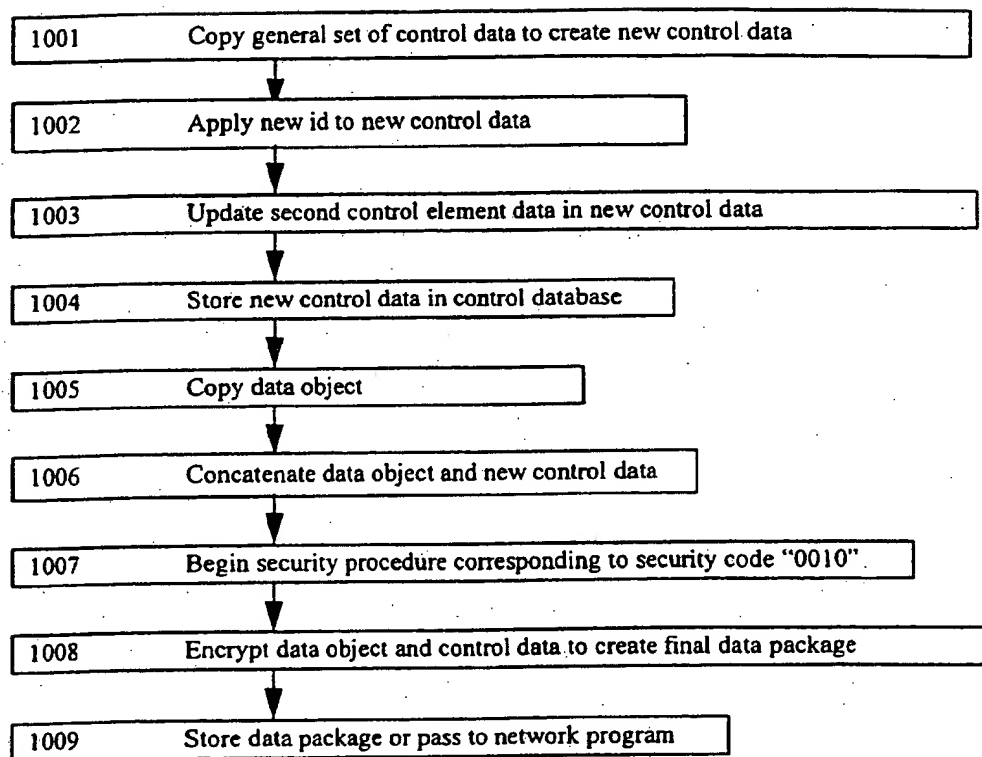 1001 Copy general set of control data to create new control data
1002 Apply new id to new control data
1003 Update second control element data in new control data
1004 Store new control data in control database
1005 Copy data object
1006 Concatenate data object and new control data
1007 Begin security procedure corresponding to security code “0010”
1008 Encrypt data object and control data to create final data package
1009 Store data package or pass to network program